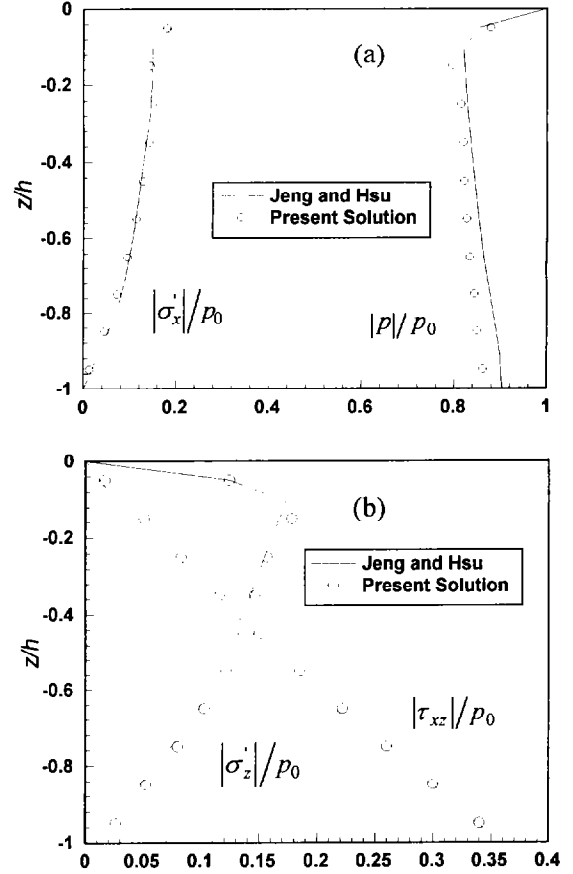 0
(a)
-0.2
-0.4
z/h
Jeng and Hsu
Present Solution
-0.6
-0.8
|σ'x|/p0
|p|/p0
-1
0 0.2 0.4 0.6 0.8 1
0
(b)
-0.2
Jeng and Hsu
Present Solution
-0.4
z/h
-0.6
|τxz|/p0
|σ'z|/p0
-0.8
-1
0 0.05 0.1 0.15 0.2 0.25 0.3 0.35 0.4